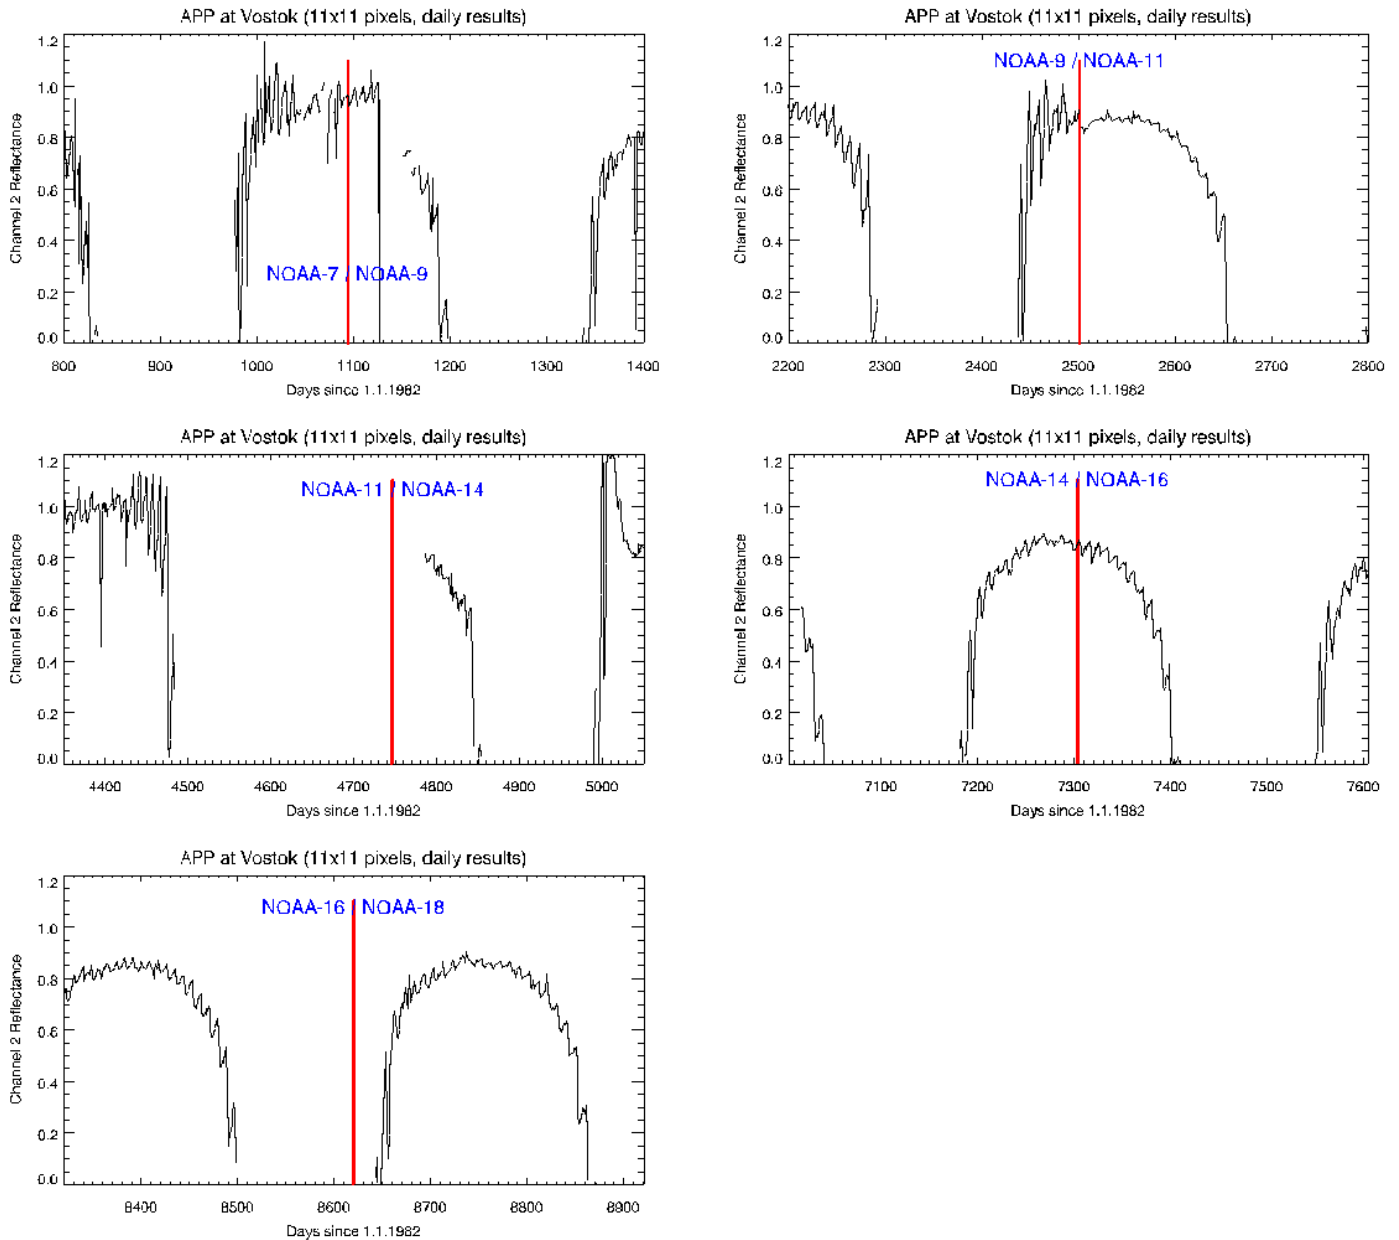 APP at Vostok (11x11 pixels, daily results)
Channel 2 Reflectance
1.2
1.0
0.8
0.6
0.4
0.2
0.0
NOAA-7 / NOAA-9
800 900 1000 1100 1200 1300 1400
Days since 1.1.1982
APP at Vostok (11x11 pixels, daily results)
Channel 2 Reflectance
1.2
1.0
0.8
0.6
0.4
0.2
0.0
NOAA-9 / NOAA-11
2200 2300 2400 2500 2600 2700 2800
Days since 1.1.1982
APP at Vostok (11x11 pixels, daily results)
Channel 2 Reflectance
1.2
1.0
0.8
0.6
0.4
0.2
0.0
NOAA-11 / NOAA-14
4400 4500 4600 4700 4800 4900 5000
Days since 1.1.1982
APP at Vostok (11x11 pixels, daily results)
Channel 2 Reflectance
1.2
1.0
0.8
0.6
0.4
0.2
0.0
NOAA-14 / NOAA-16
7100 7200 7300 7400 7500 7600
Days since 1.1.1982
APP at Vostok (11x11 pixels, daily results)
Channel 2 Reflectance
1.2
1.0
0.8
0.6
0.4
0.2
0.0
NOAA-16 / NOAA-18
8400 8500 8600 8700 8800 8900
Days since 1.1.1982